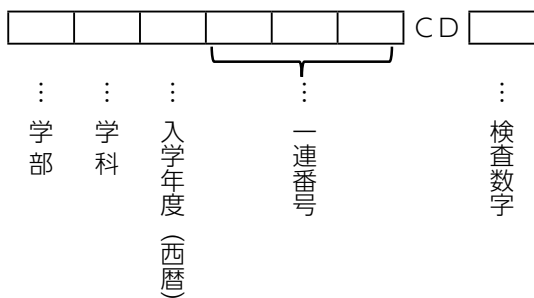 CD
…学部
…学科
…入学年度（西暦）
…一連番号
…検査数字